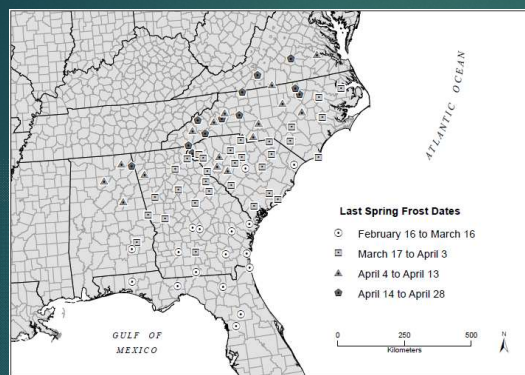 ATLANTIC OCEAN
Last Spring Frost Dates
February 16 to March 16
March 17 to April 3
April 4 to April 13
April 14 to April 28
GULF OF
MEXICO
0 250 500
Kilometers
N